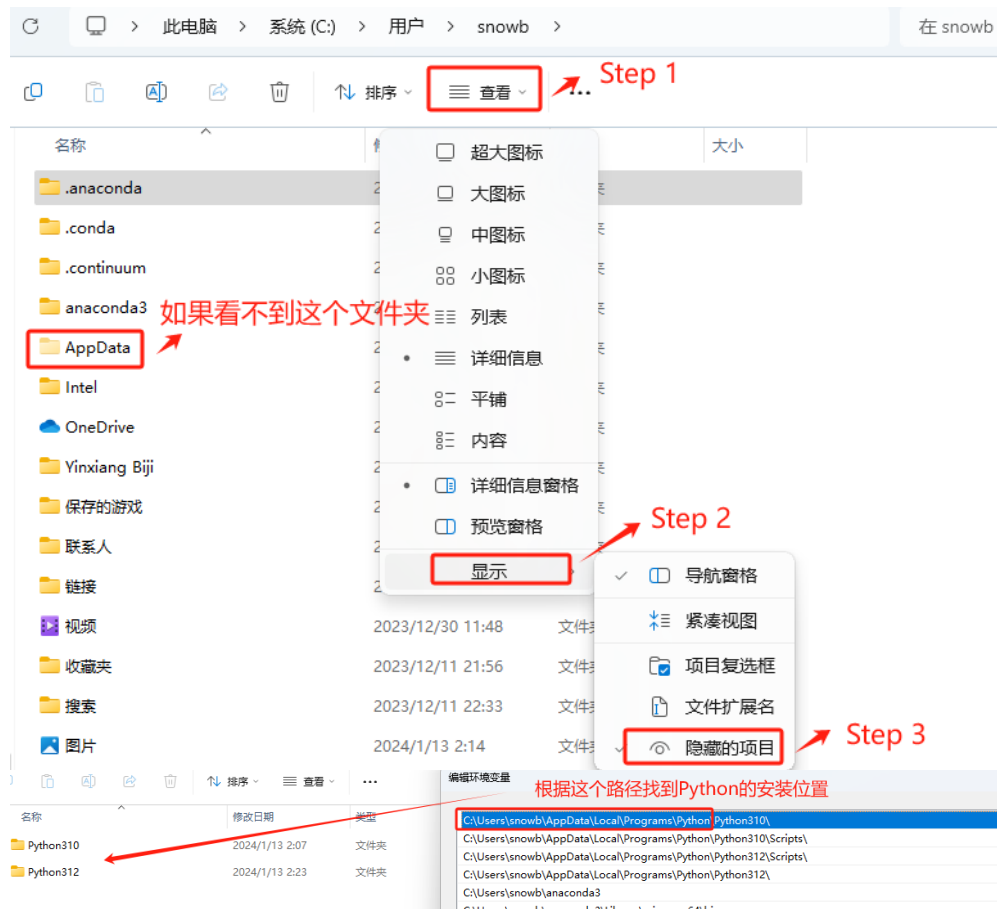 此电脑 > 系统 (C:) > 用户 > snowb >
在 snowb
排序
查看
Step 1
...
名称
大小
.anaconda
.conda
.continuum
anaconda3
AppData
Intel
OneDrive
Yinxiang Biji
保存的游戏
联系人
链接
视频 2023/12/30 11:48
收藏夹 2023/12/11 21:56
搜索 2023/12/11 22:33
图片 2024/1/13 2:14
如果看不到这个文件夹
超大图标
大图标
中图标
小图标
列表
详细信息
平铺
内容
详细信息窗格
预览窗格
显示
Step 2
导航窗格
紧凑视图
项目复选框
文件扩展名
隐藏的项目
Step 3
排序
查看
...
名称 修改日期 类型
Python310 2024/1/13 2:07 文件夹
Python312 2024/1/13 2:23 文件夹
编辑环境变量
根据这个路径找到Python的安装位置
C:\Users\snowb\AppData\Local\Programs\Python\Python310\
C:\Users\snowb\AppData\Local\Programs\Python\Python310\Scripts\
C:\Users\snowb\AppData\Local\Programs\Python\Python312\Scripts\
C:\Users\snowb\AppData\Local\Programs\Python\Python312\
C:\Users\snowb\anaconda3